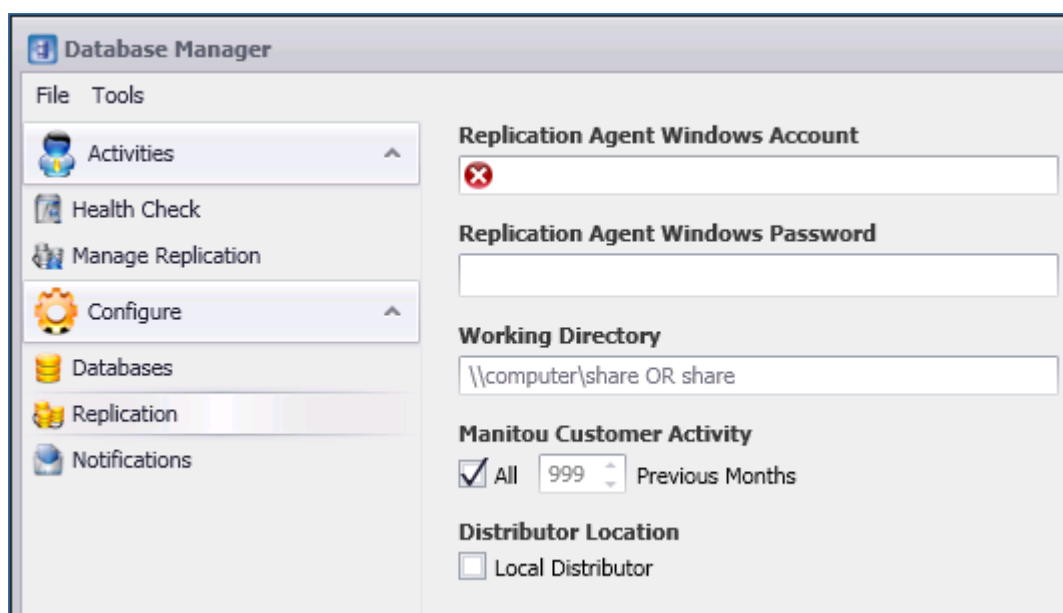 Database Manager
File Tools
Activities
Health Check
Manage Replication
Configure
Databases
Replication
Notifications
Replication Agent Windows Account
Replication Agent Windows Password
Working Directory
\\computer\share OR share
Manitou Customer Activity
All 999 Previous Months
Distributor Location
Local Distributor